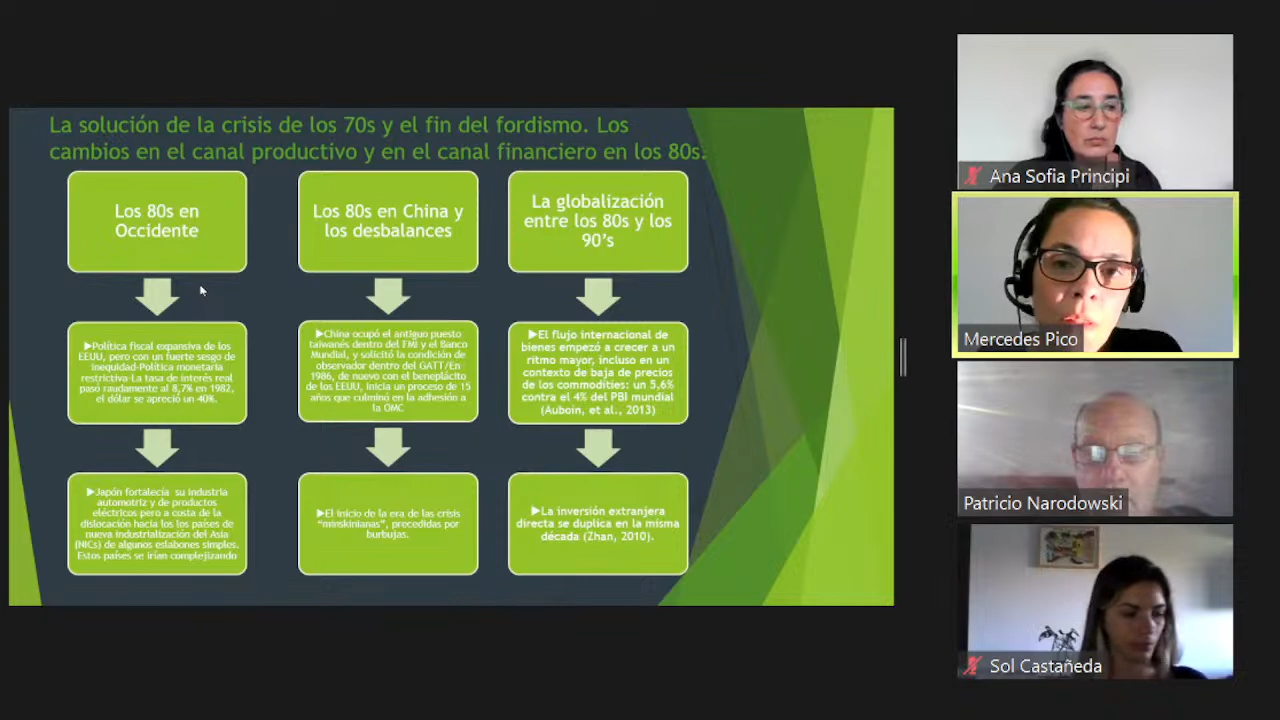 La solución de la crisis de los 70s y el fin del fordismo. Los
cambios en el canal productivo y en el canal financiero en los 80s.
Los 80s en
Occidente
Política fiscal expansiva de los
EEUU, pero con un fuerte sesgo de
inequidad-Política monetaria
restrictiva-La tasa de interés real
pasó raudamente al 8,7% en 1982,
el dólar se apreció un 40%.
Japón fortalecía su industria
automotriz y de productos
eléctricos pero a costa de la
dislocación hacia los los países de
nueva industrialización del Asia
(NICs) de algunos eslabones simples.
Estos países se irían complejizando
Los 80s en China y
los desbalances
China ocupó el antiguo puesto
taiwanés dentro del FMI y el Banco
Mundial, y solicitó la condición de
observador dentro del GATT/En
1986, de nuevo con el beneplácito
de los EEUU, inicia un proceso de 15
años que culminó en la adhesión a
la OMC
El inicio de la era de las crisis
“minskinianas”, precedidas por
burbujas.
La globalización
entre los 80s y los
90’s
El flujo internacional de
bienes empezó a crecer a un
ritmo mayor, incluso en un
contexto de baja de precios
de los commodities: un 5,6%
contra el 4% del PBI mundial
(Auboin, et al., 2013)
La inversión extranjera
directa se duplica en la misma
década (Zhan, 2010).
Ana Sofia Principi
Mercedes Pico
Patricio Narodowski
Sol Castañeda